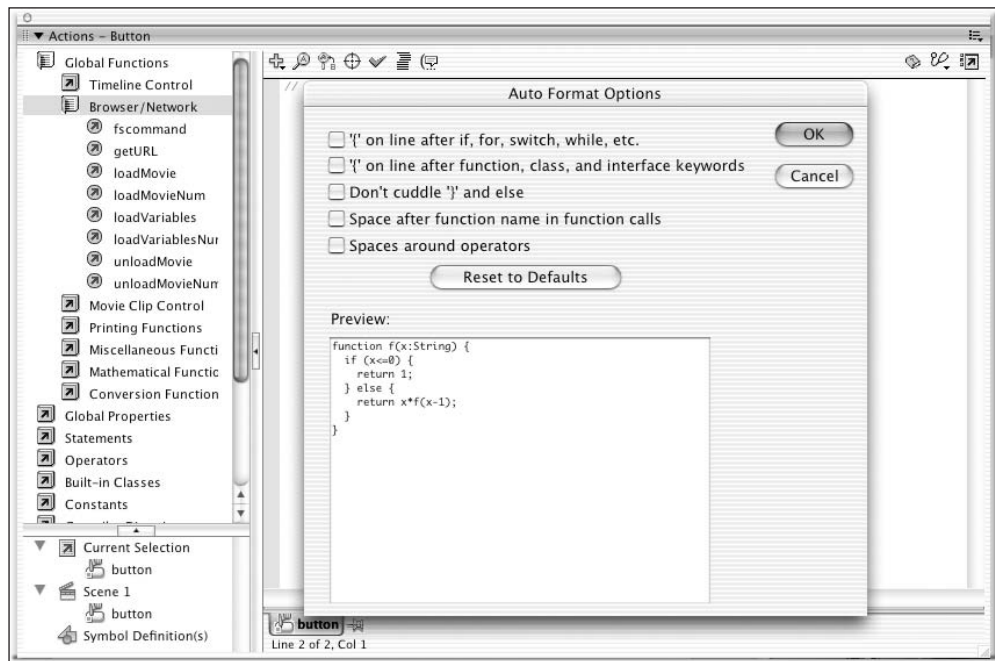 Actions – Button
Global Functions
Timeline Control
Browser/Network
fscommand
getURL
loadMovie
loadMovieNum
loadVariables
loadVariablesNur
unloadMovie
unloadMovieNum
Movie Clip Control
Printing Functions
Miscellaneous Functi
Mathematical Functic
Conversion Function
Global Properties
Statements
Operators
Built-in Classes
Constants
Current Selection
button
Scene 1
button
Symbol Definition(s)
//
Auto Format Options
'{' on line after if, for, switch, while, etc.
'{' on line after function, class, and interface keywords
Don't cuddle '}' and else
Space after function name in function calls
Spaces around operators
OK
Cancel
Reset to Defaults
Preview:
function f(x:String) {
if (x<=0) {
return 1;
} else {
return x*f(x-1);
}
}
button
Line 2 of 2, Col 1